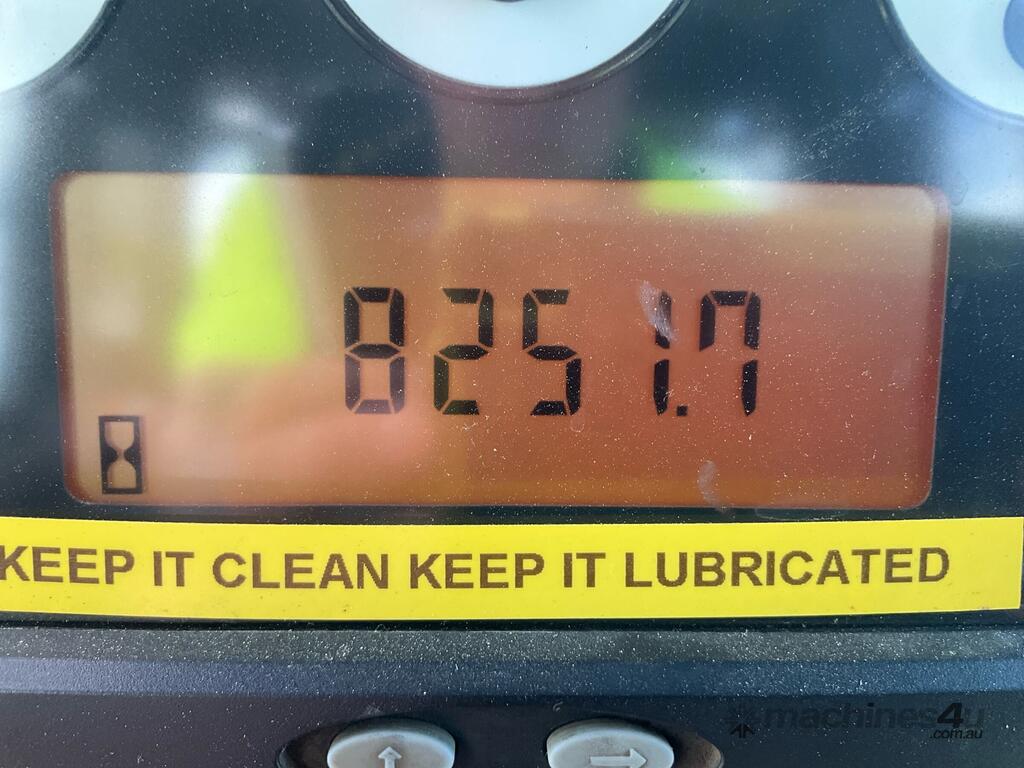 8251.7
KEEP IT CLEAN KEEP IT LUBRICATED
machines4u
.com.au